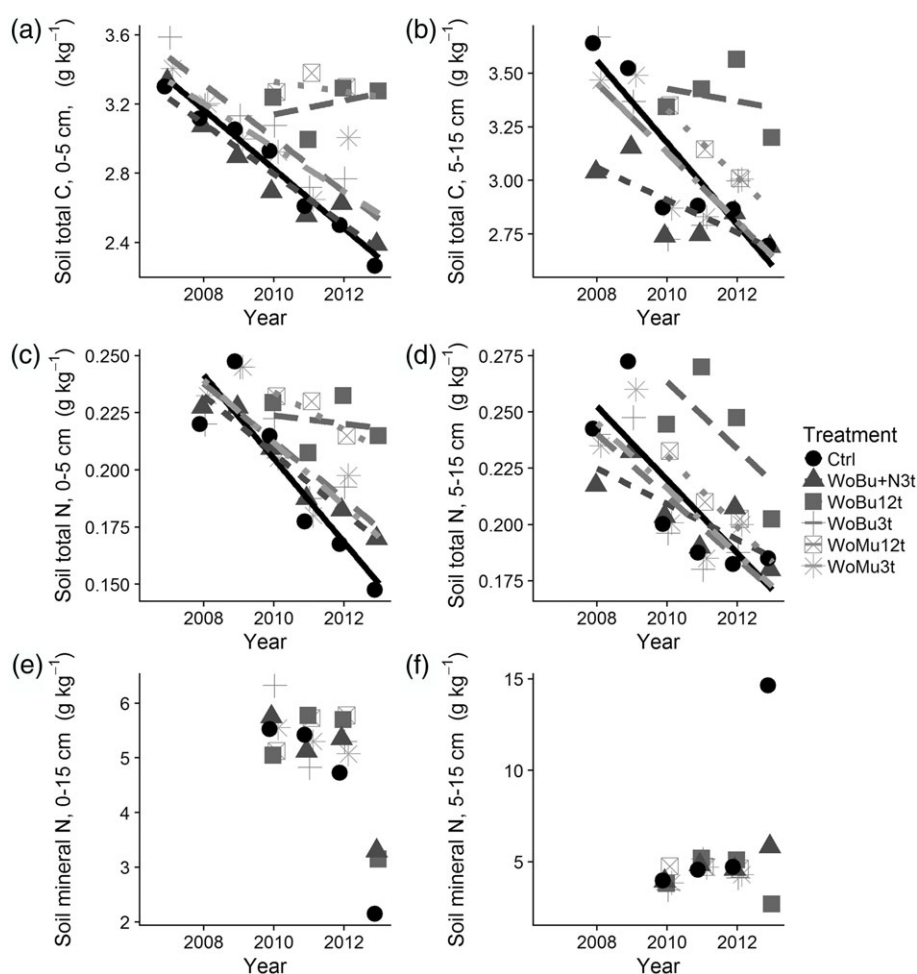 (a)
Soil total C, 0-5 cm,  (g kg⁻¹)
3.6
3.2
2.8
2.4
2008 2010 2012
Year
(b)
Soil total C, 5-15 cm  (g kg⁻¹)
3.50
3.25
3.00
2.75
2008 2010 2012
Year
(c)
Soil total N, 0-5 cm  (g kg⁻¹)
0.250
0.225
0.200
0.175
0.150
2008 2010 2012
Year
(d)
Soil total N, 5-15 cm  (g kg⁻¹)
0.275
0.250
0.225
0.200
0.175
2008 2010 2012
Year
Treatment
Ctrl
WoBu+N3t
WoBu12t
WoBu3t
WoMu12t
WoMu3t
(e)
Soil mineral N, 0-15 cm  (g kg⁻¹)
6
5
4
3
2
2008 2010 2012
Year
(f)
Soil mineral N, 5-15 cm  (g kg⁻¹)
15
10
5
2008 2010 2012
Year